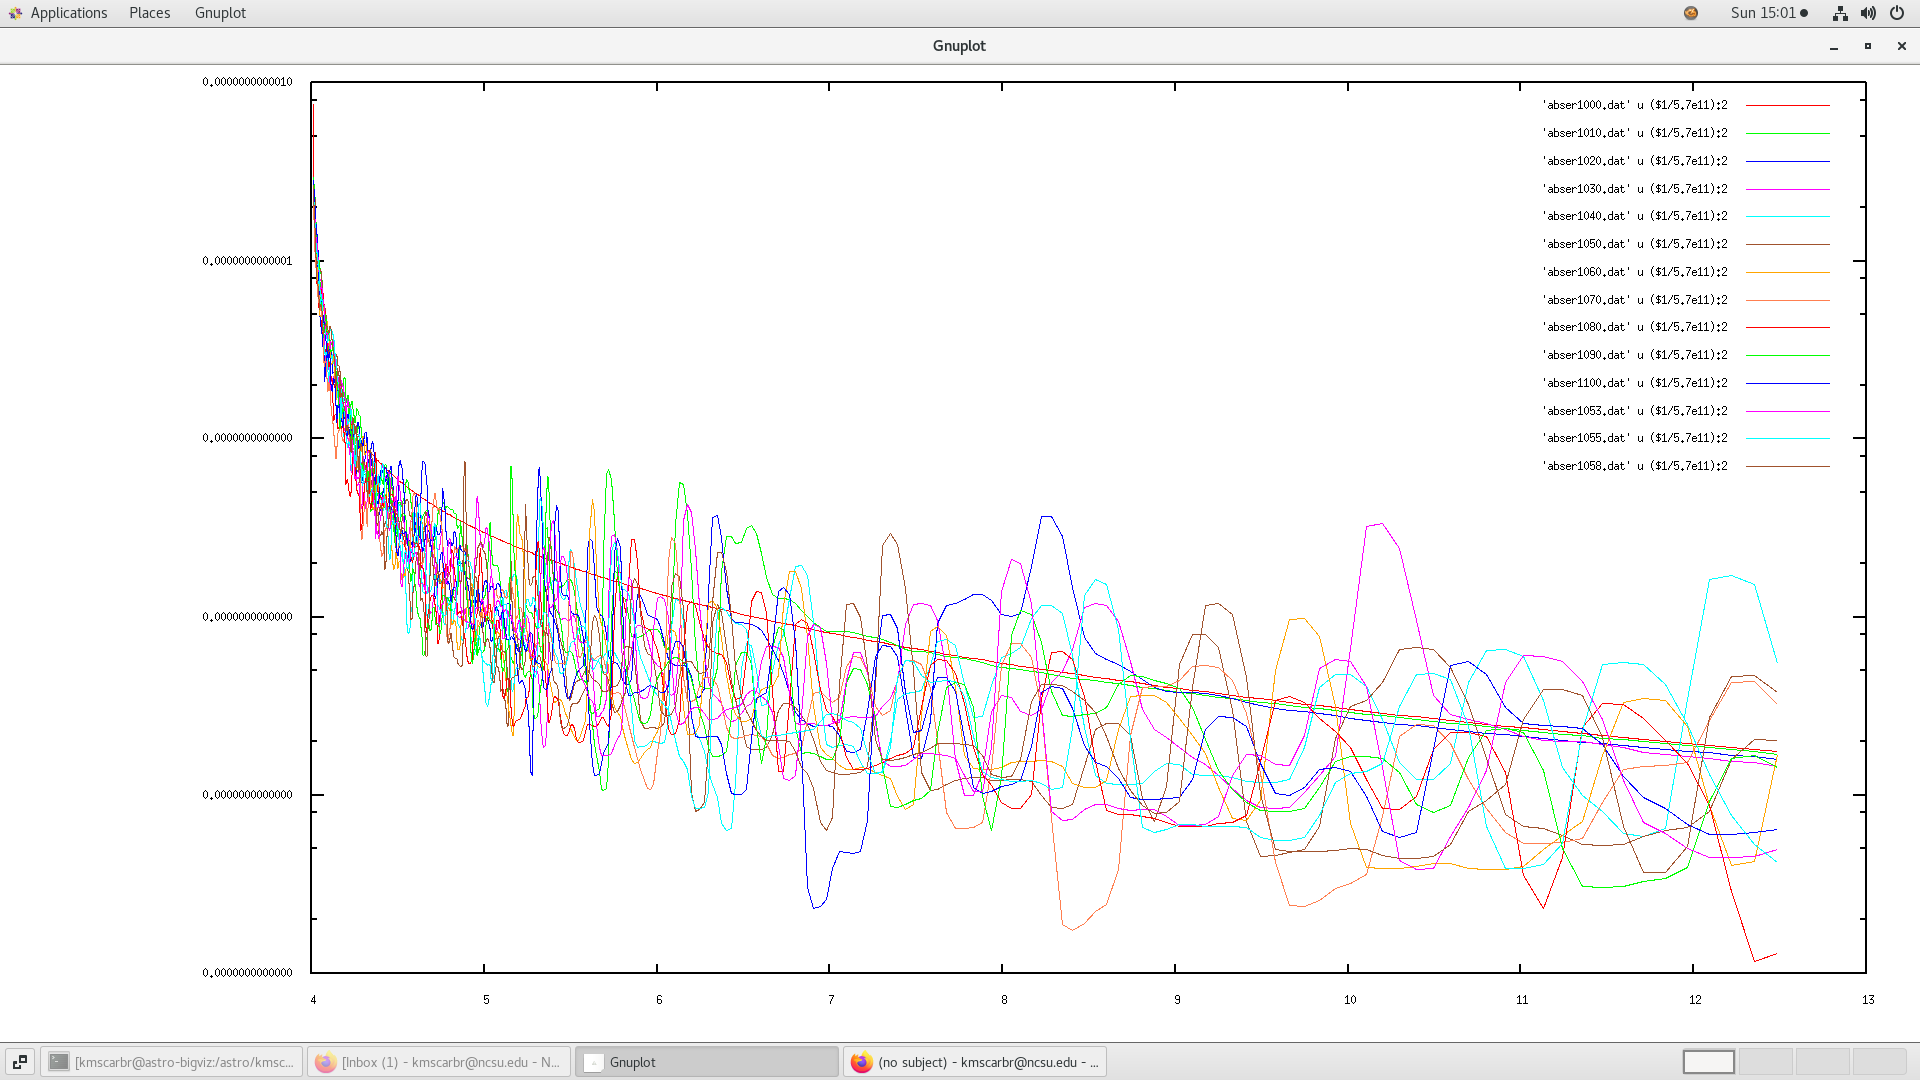 Applications Places Gnuplot Sun 15:01
Gnuplot
0.0000000000010
0.0000000000001
0.0000000000000
0.0000000000000
0.0000000000000
0.0000000000000
'abser1000.dat' u ($1/5.7e11):2
'abser1010.dat' u ($1/5.7e11):2
'abser1020.dat' u ($1/5.7e11):2
'abser1030.dat' u ($1/5.7e11):2
'abser1040.dat' u ($1/5.7e11):2
'abser1050.dat' u ($1/5.7e11):2
'abser1060.dat' u ($1/5.7e11):2
'abser1070.dat' u ($1/5.7e11):2
'abser1080.dat' u ($1/5.7e11):2
'abser1090.dat' u ($1/5.7e11):2
'abser1100.dat' u ($1/5.7e11):2
'abser1053.dat' u ($1/5.7e11):2
'abser1055.dat' u ($1/5.7e11):2
'abser1058.dat' u ($1/5.7e11):2
4 5 6 7 8 9 10 11 12 13
[kmscarbr@astro-bigviz:/astro/kmsc... [Inbox (1) - kmscarbr@ncsu.edu - N... Gnuplot (no subject) - kmscarbr@ncsu.edu - ...